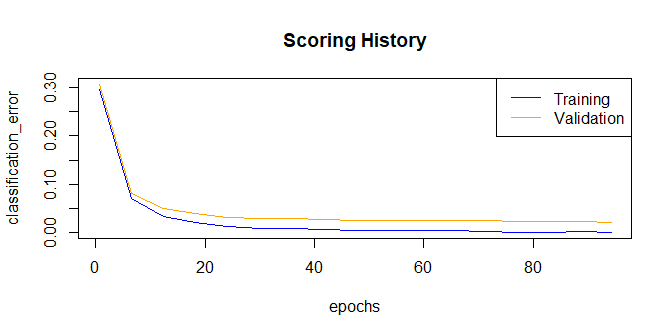 Scoring History
Training
Validation
classification_error
0.30
0.20
0.10
0.00
0
20
40
60
80
epochs